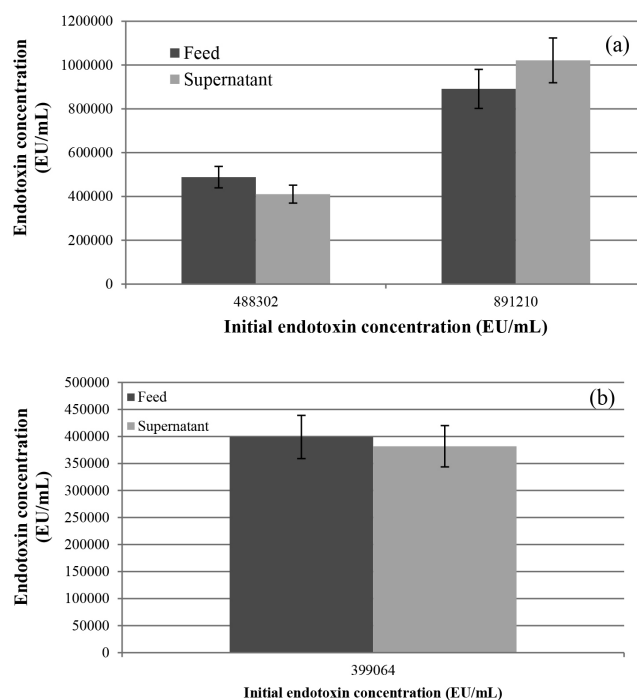 (a)
1200000
1000000
800000
600000
400000
200000
0
Feed
Supernatant
Endotoxin concentration
(EU/mL)
488302 891210
Initial endotoxin concentration (EU/mL)
(b)
500000
450000
400000
350000
300000
250000
200000
150000
100000
50000
0
Feed
Supernatant
Endotoxin concentration
(EU/mL)
399064
Initial endotoxin concentration (EU/mL)